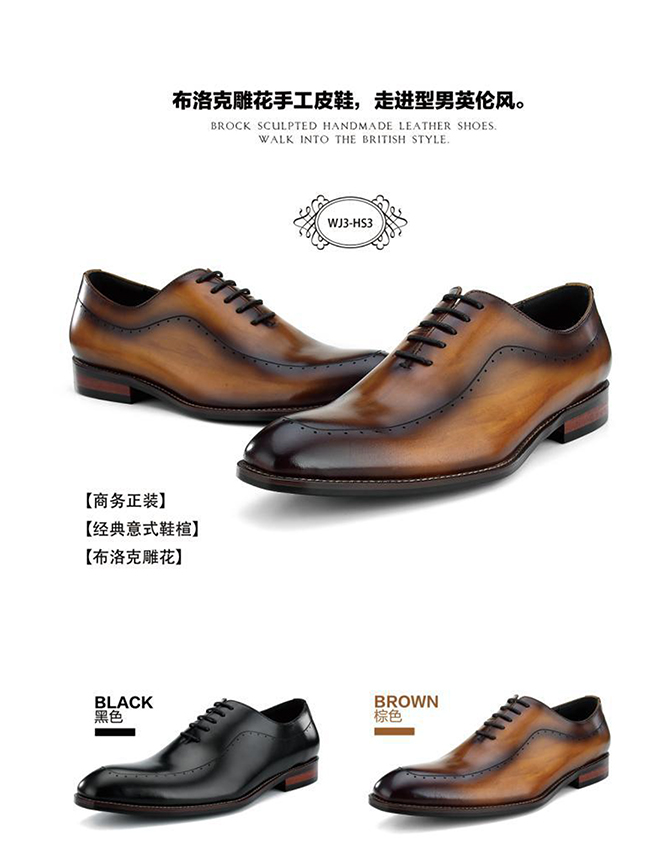 布洛克雕花手工皮鞋，走进型男英伦风。
BROCK SCULPTED HANDMADE LEATHER SHOES.
WALK INTO THE BRITISH STYLE.
WJ3-HS3
【商务正装】
【经典意式鞋楦】
【布洛克雕花】
BLACK
黑色
BROWN
棕色